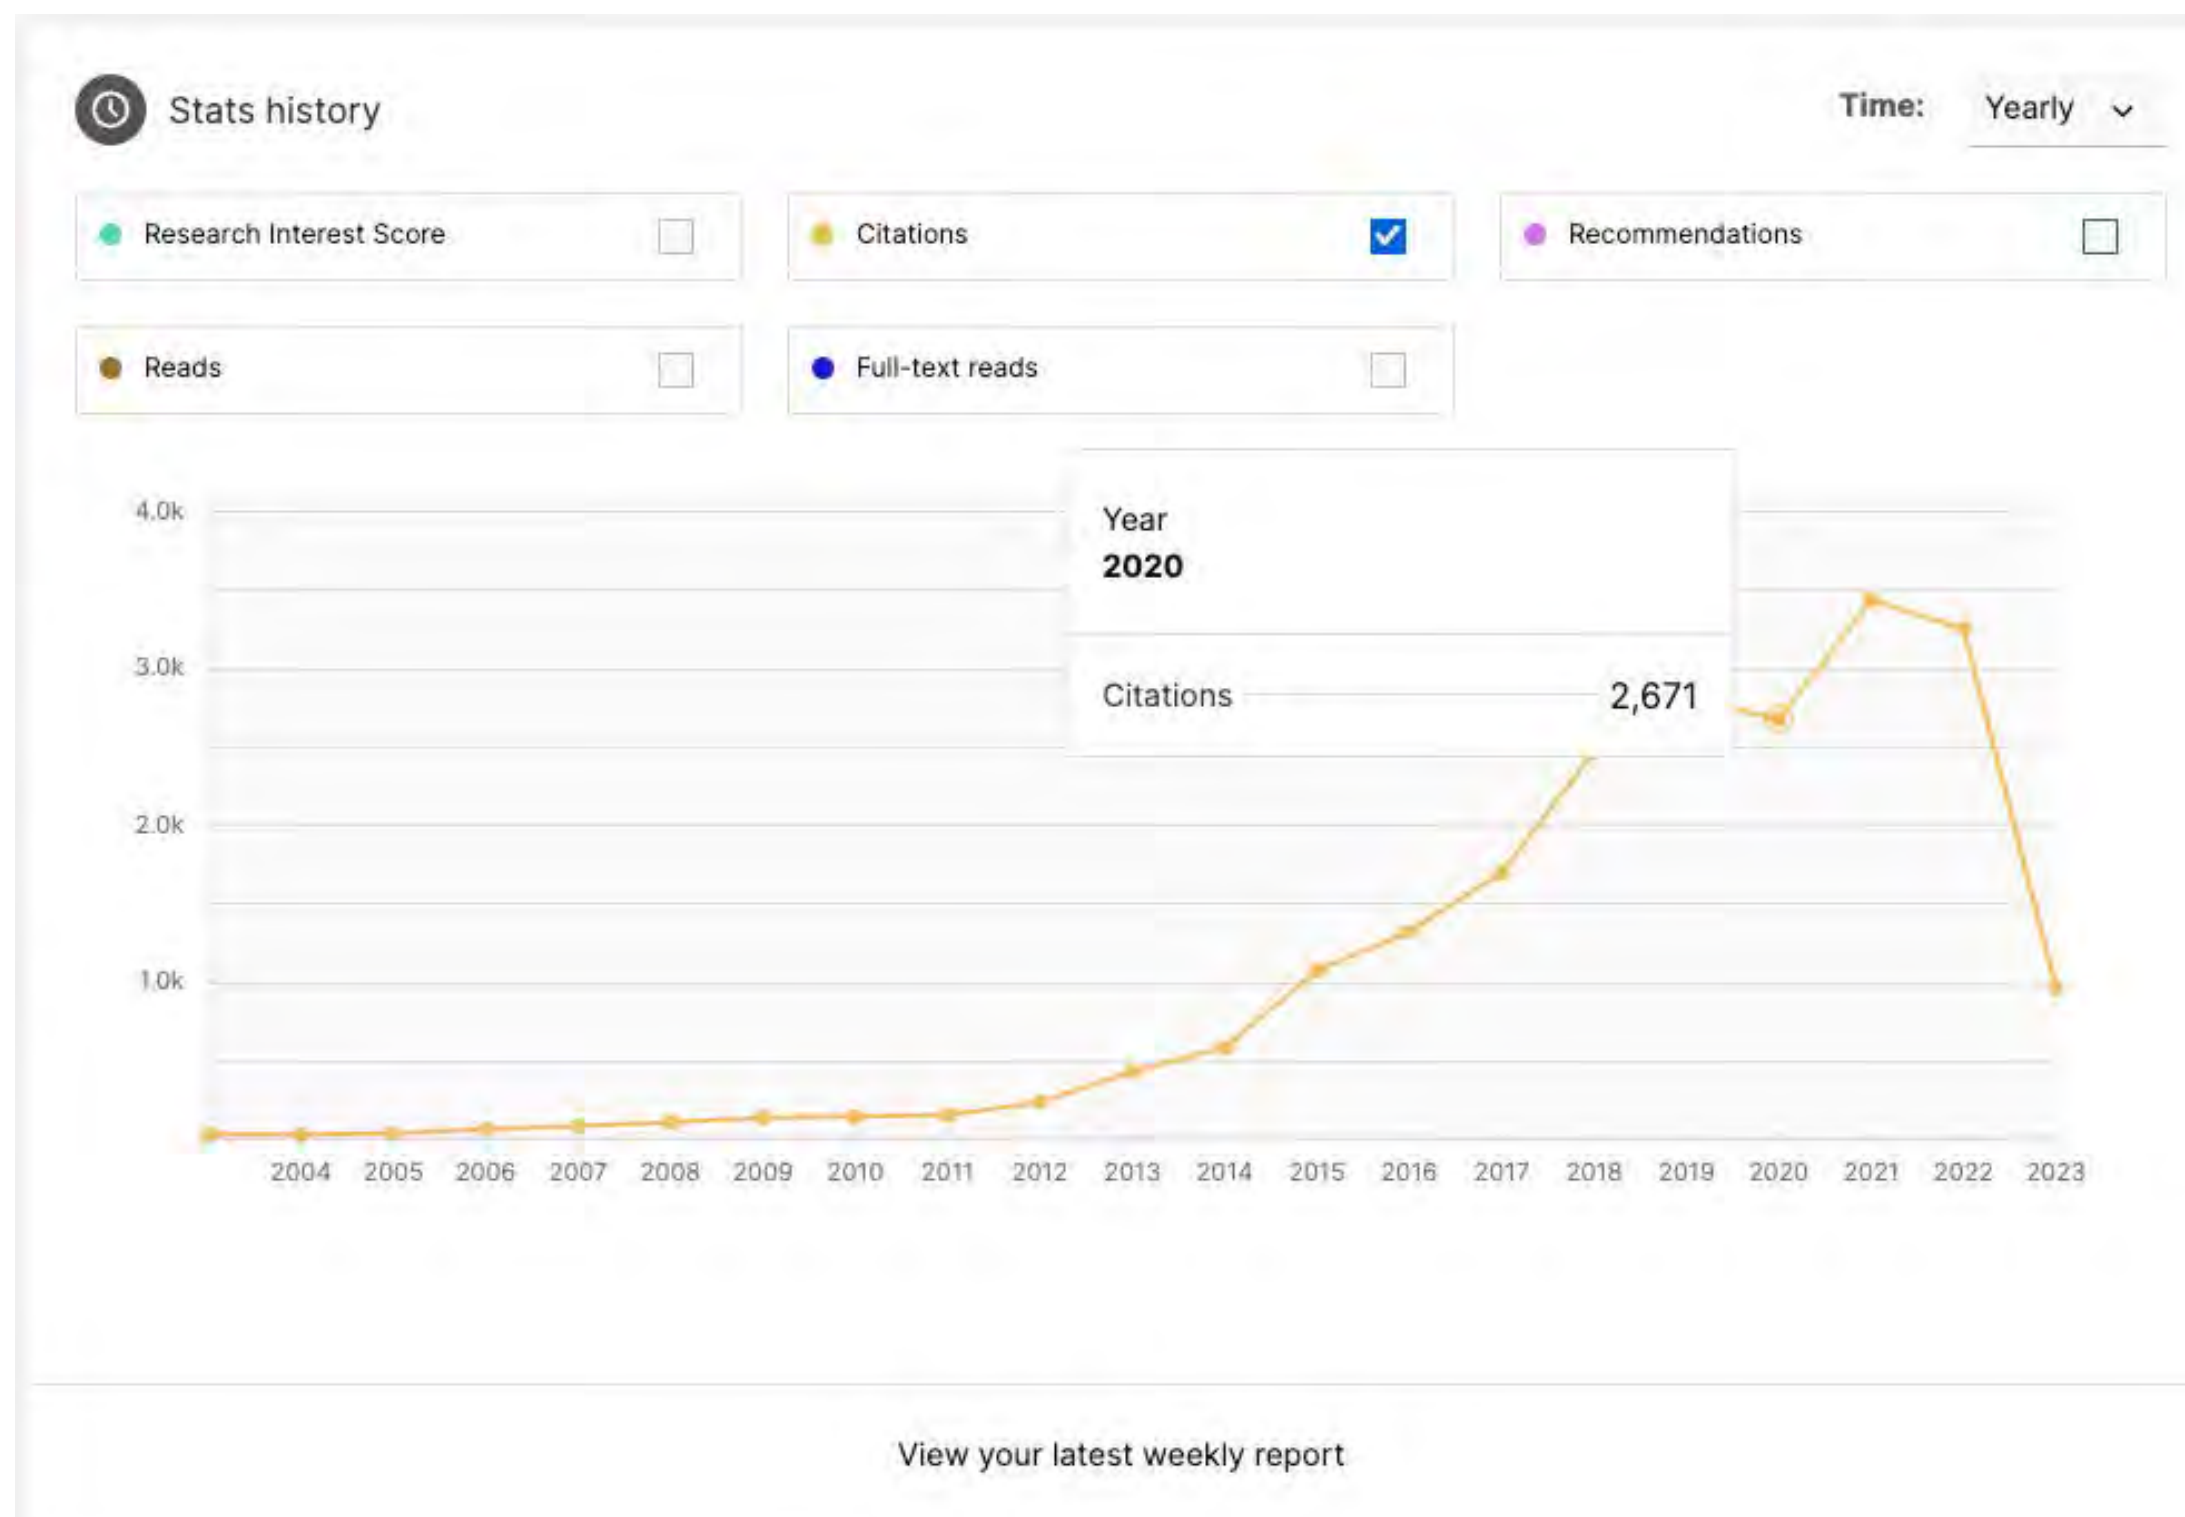 Stats history
Time: Yearly
Research Interest Score
Citations
Recommendations
Reads
Full-text reads
Year
2020
Citations 2,671
4.0k
3.0k
2.0k
1.0k
2004 2005 2006 2007 2008 2009 2010 2011 2012 2013 2014 2015 2016 2017 2018 2019 2020 2021 2022 2023
View your latest weekly report